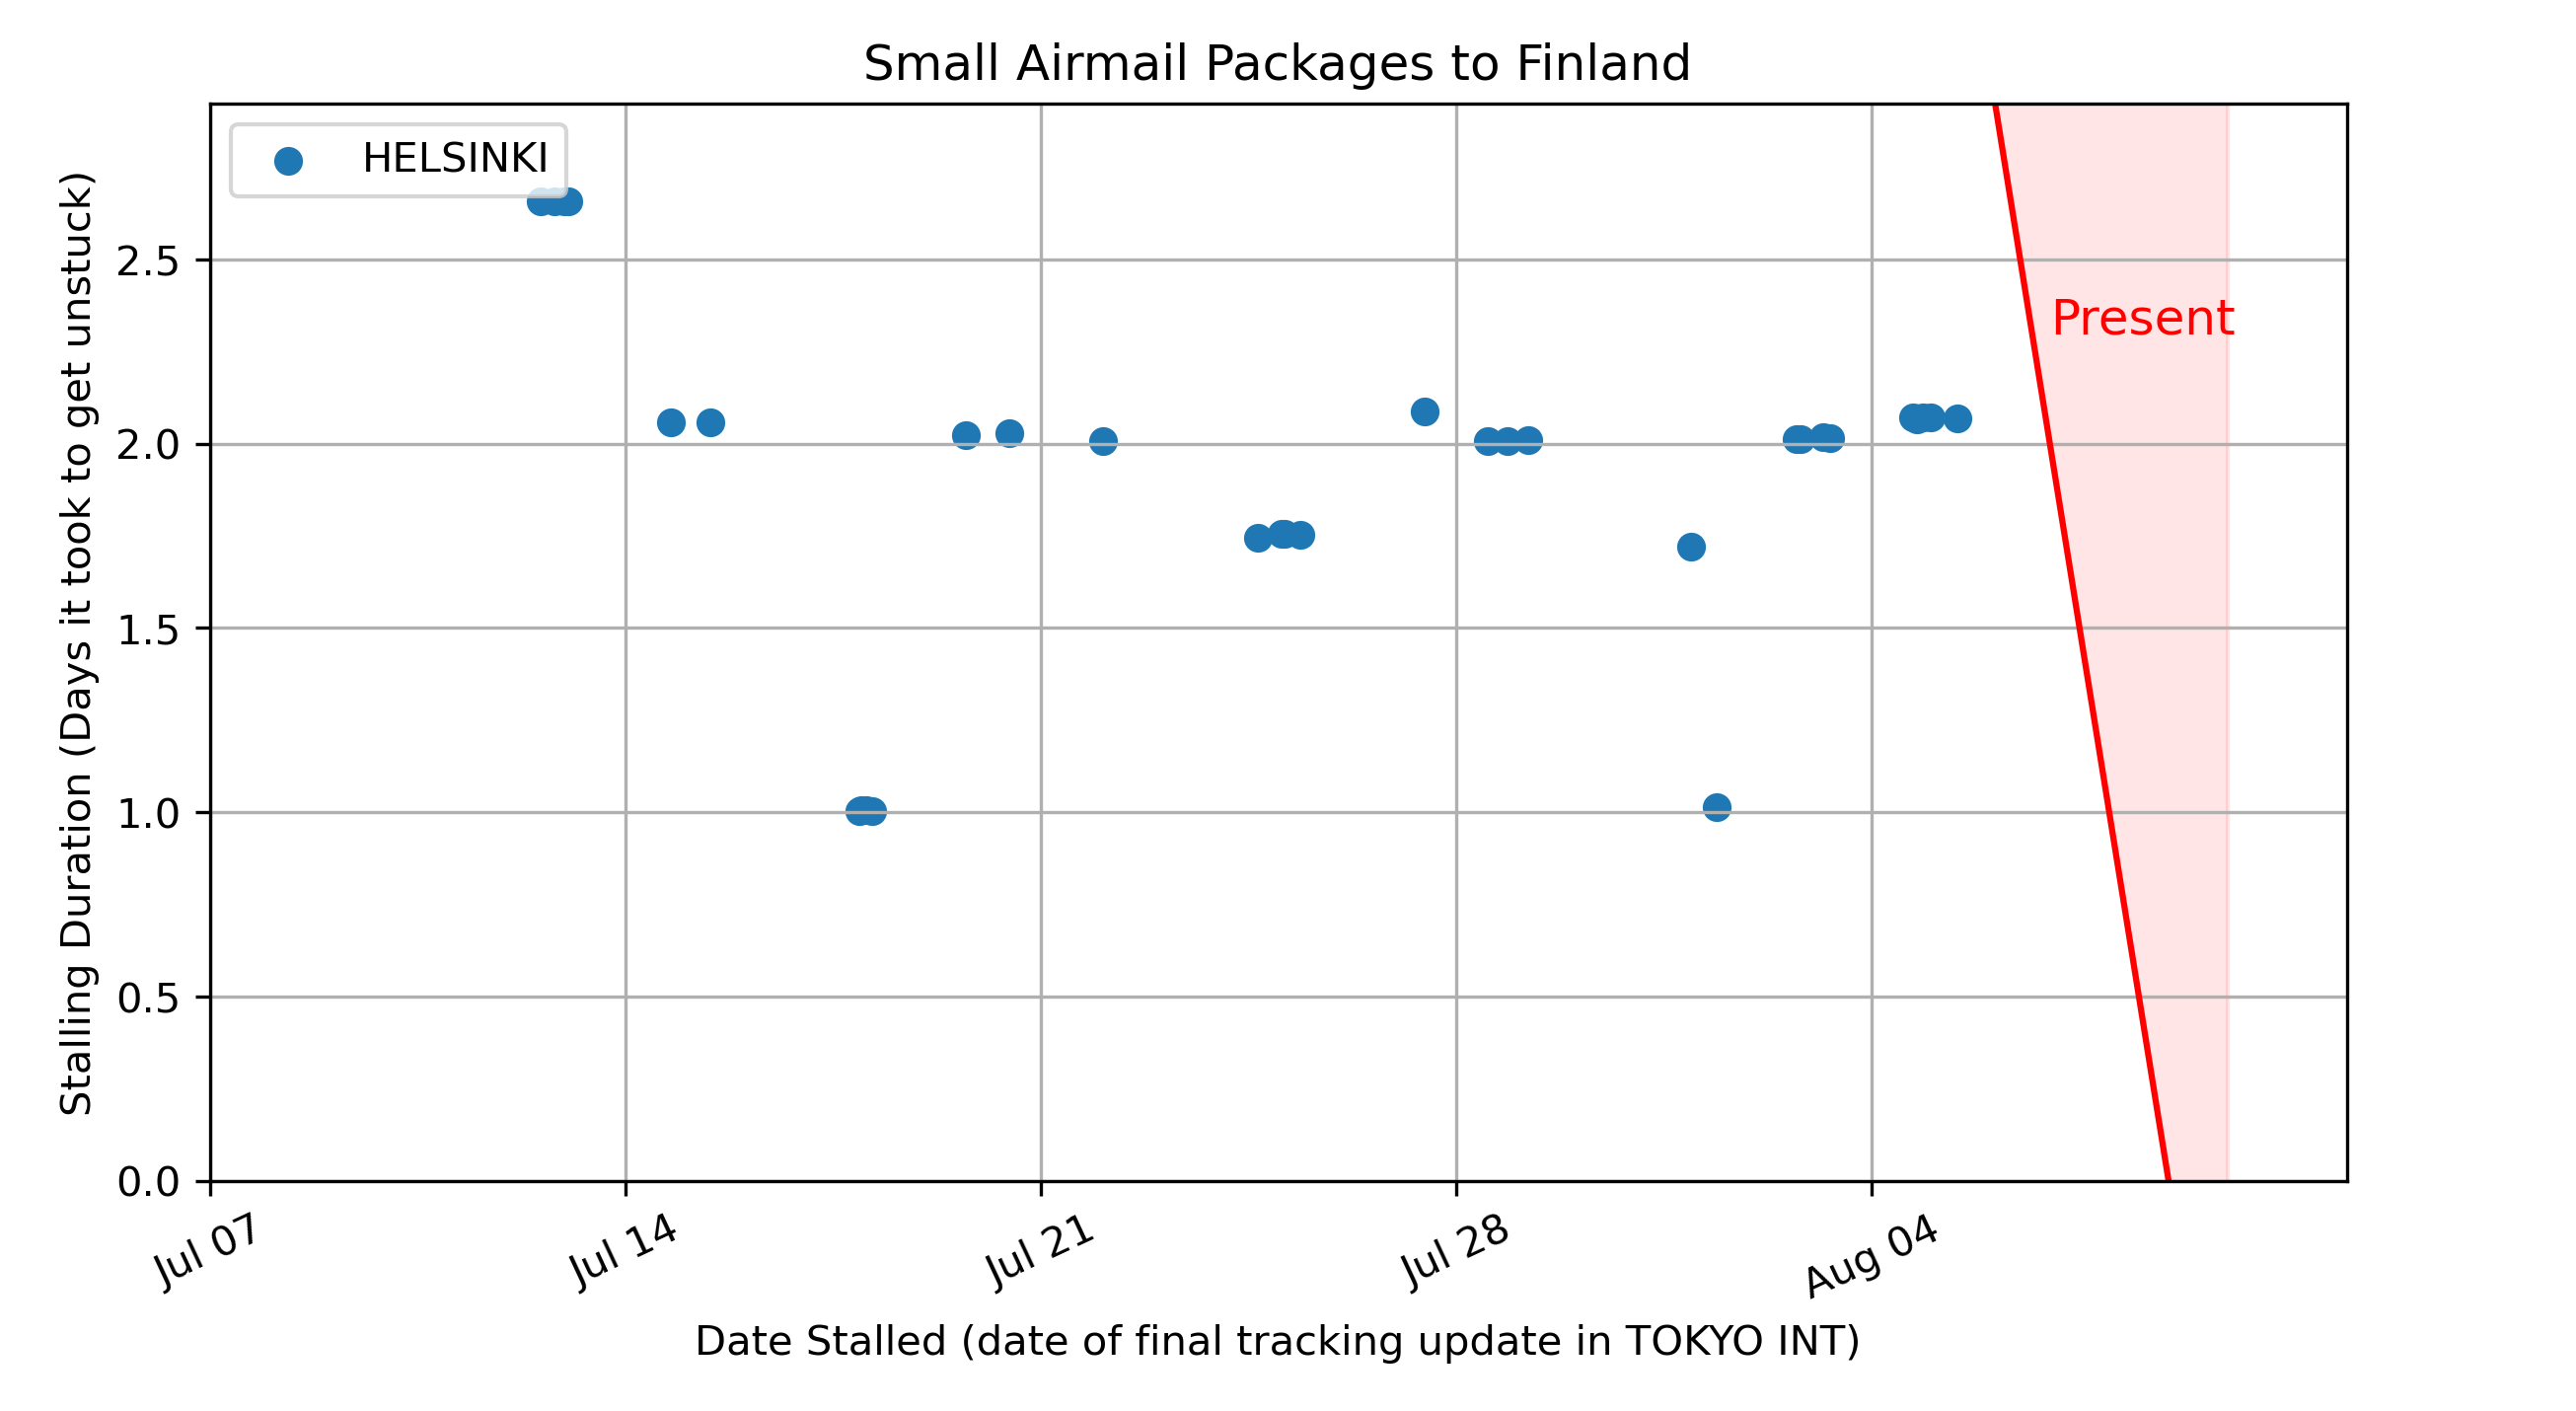 Small Airmail Packages to Finland
HELSINKI
Present
Stalling Duration (Days it took to get unstuck)
2.5
2.0
1.5
1.0
0.5
0.0
Jul 07
Jul 14
Jul 21
Jul 28
Aug 04
Date Stalled (date of final tracking update in TOKYO INT)